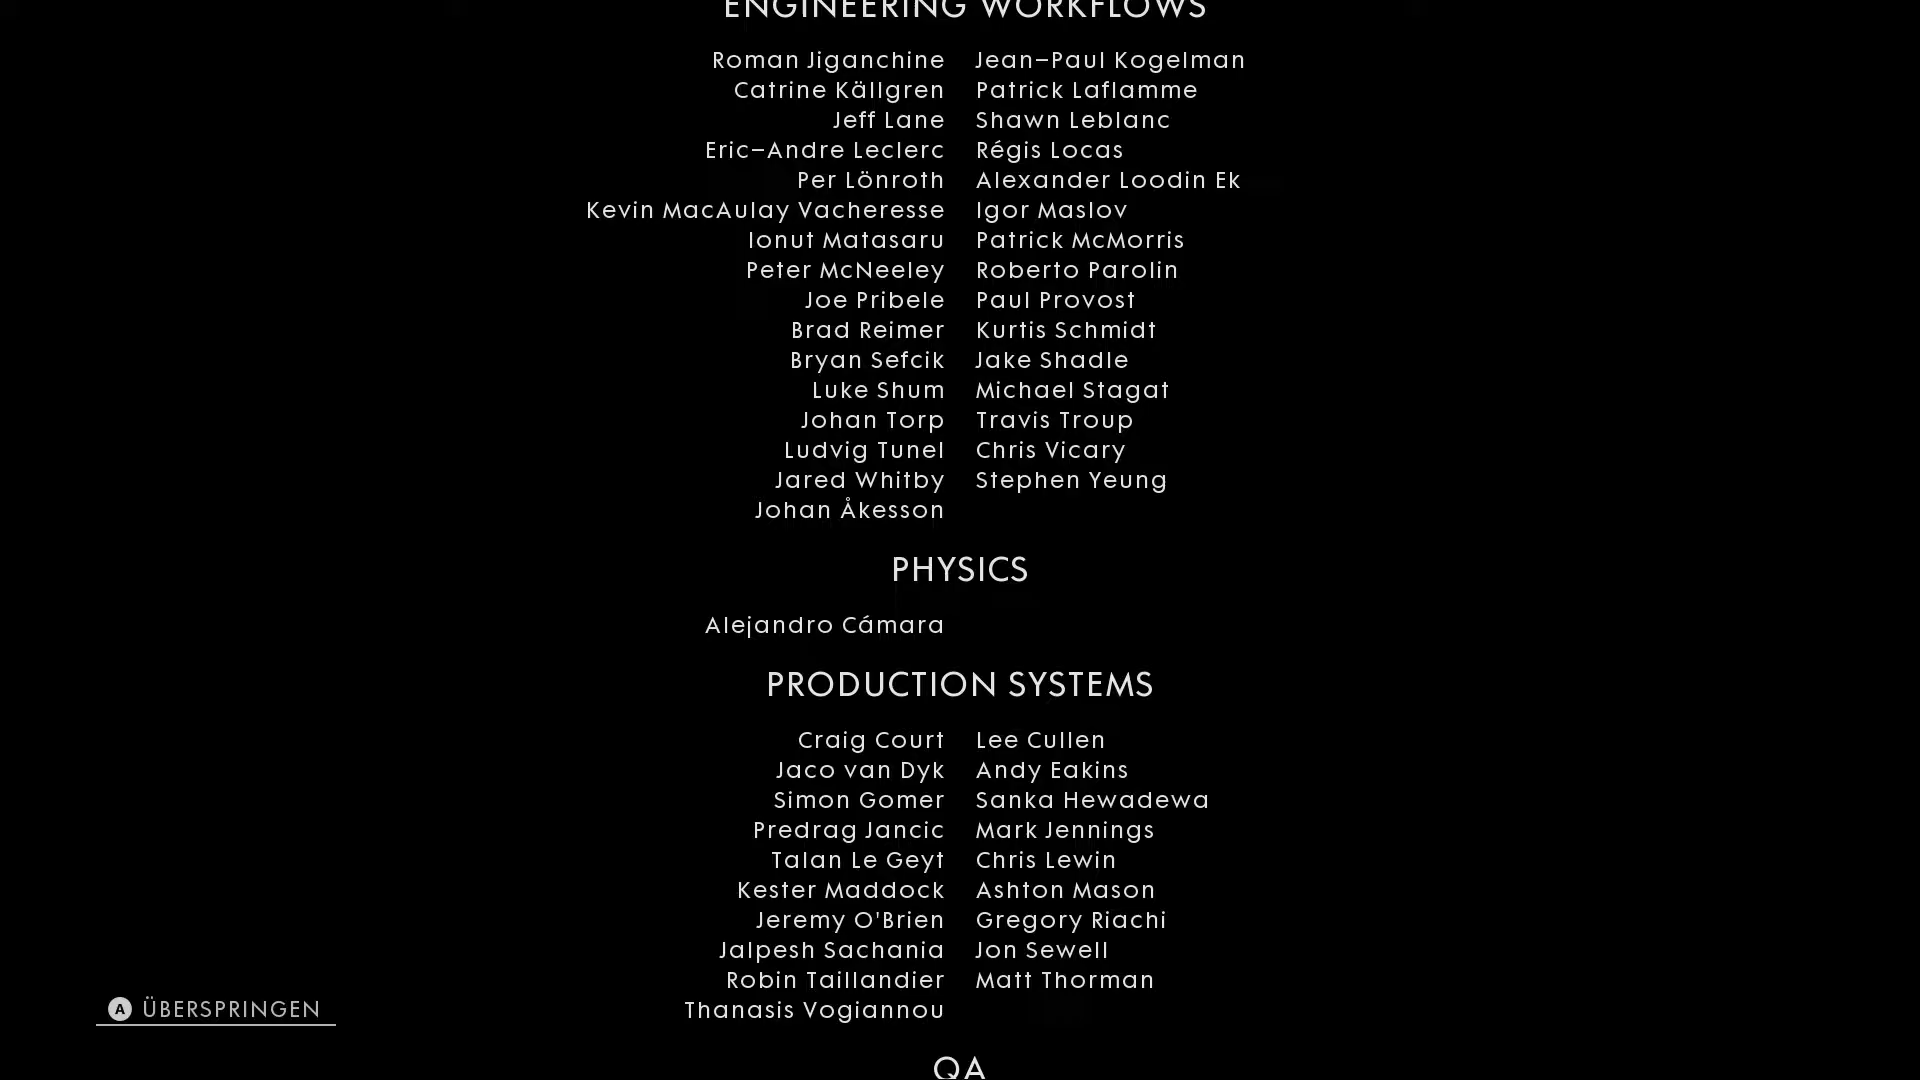 ENGINEERING WORKFLOWS
Roman Jiganchine Jean-Paul Kogelman
Catrine Källgren Patrick Laflamme
Jeff Lane Shawn Leblanc
Eric-Andre Leclerc Régis Locas
Per Lönroth Alexander Loodin Ek
Kevin MacAulay Vacheresse Igor Maslov
Ionut Matasaru Patrick McMorris
Peter McNeeley Roberto Parolin
Joe Pribele Paul Provost
Brad Reimer Kurtis Schmidt
Bryan Sefcik Jake Shadle
Luke Shum Michael Stagat
Johan Torp Travis Troup
Ludvig Tunel Chris Vicary
Jared Whitby Stephen Yeung
Johan Åkesson
PHYSICS
Alejandro Cámara
PRODUCTION SYSTEMS
Craig Court Lee Cullen
Jaco van Dyk Andy Eakins
Simon Gomer Sanka Hewadewa
Predrag Jancic Mark Jennings
Talan Le Geyt Chris Lewin
Kester Maddock Ashton Mason
Jeremy O'Brien Gregory Riachi
Jalpesh Sachania Jon Sewell
Robin Taillandier Matt Thorman
Thanasis Vogiannou
A ÜBERSPRINGEN
QA